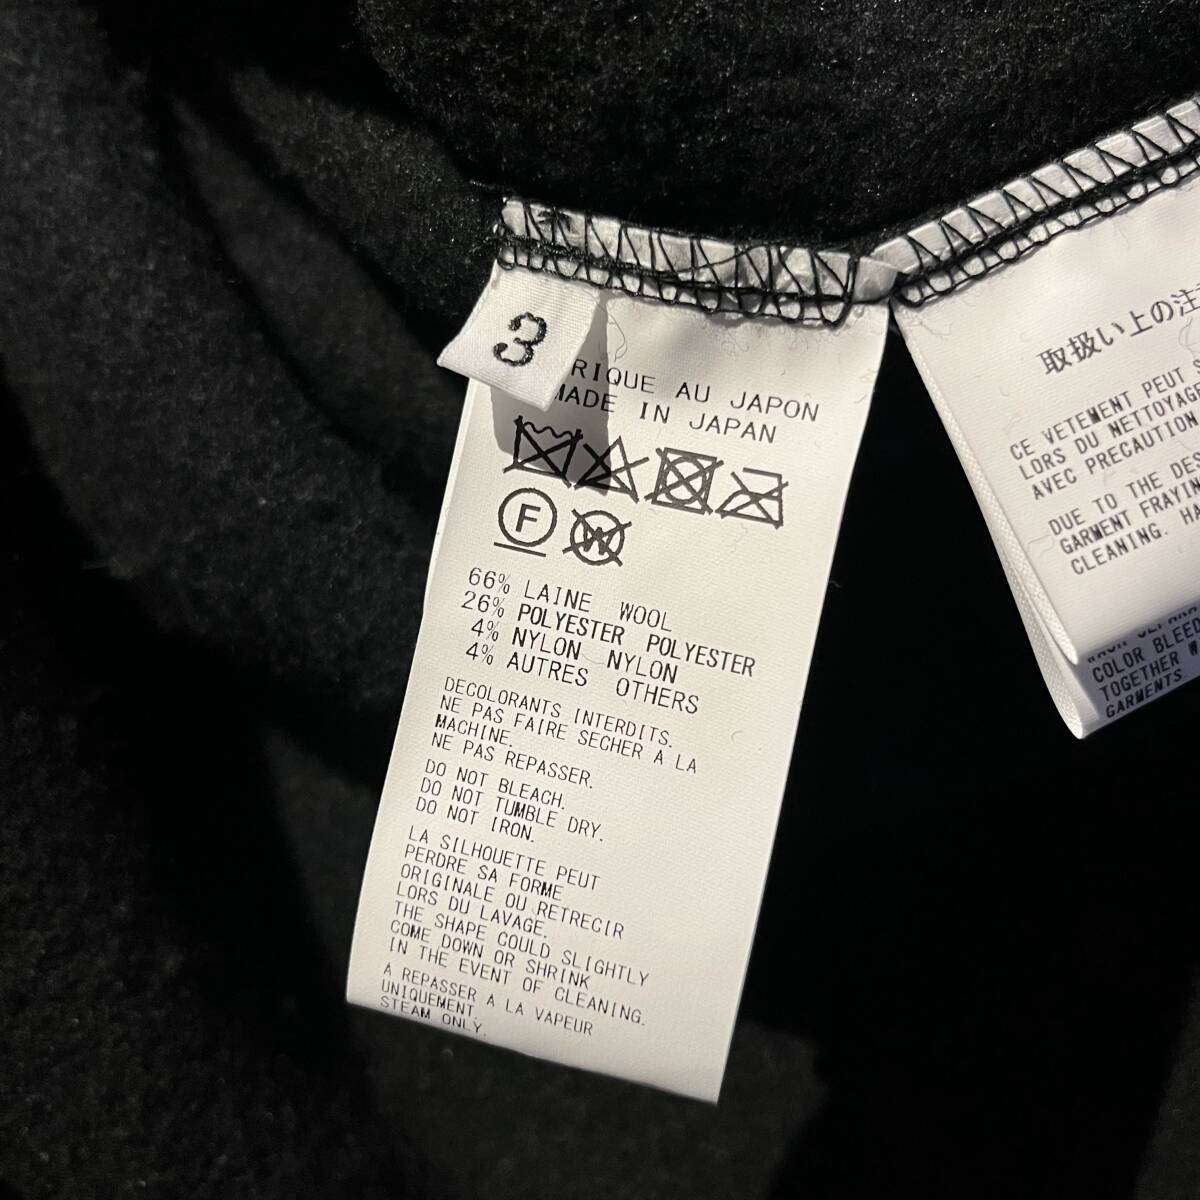 3
RIQUE AU JAPON
MADE IN JAPAN
F
W
66% LAINE WOOL
26% POLYESTER POLYESTER
4% NYLON NYLON
4% AUTRES OTHERS
DECOLORANTS INTERDITS.
NE PAS FAIRE SECHER A LA
MACHINE.
NE PAS REPASSER.
DO NOT BLEACH.
DO NOT TUMBLE DRY.
DO NOT IRON.
LA SILHOUETTE PEUT
PERDRE SA FORME
ORIGINALE OU RETRECIR
LORS DU LAVAGE.
THE SHAPE COULD SLIGHTLY
COME DOWN OR SHRINK
IN THE EVENT OF CLEANING.
A REPASSER A LA VAPEUR
UNIQUEMENT.
STEAM ONLY.
取扱い上の注
CE VETEMENT PEUT S
LORS DU NETTOYAG
AVEC PRECAUTION
DUE TO THE DES
GARMENT FRAYIN
CLEANING. HA
COLOR BLEED
TOGETHER W
GARMENTS